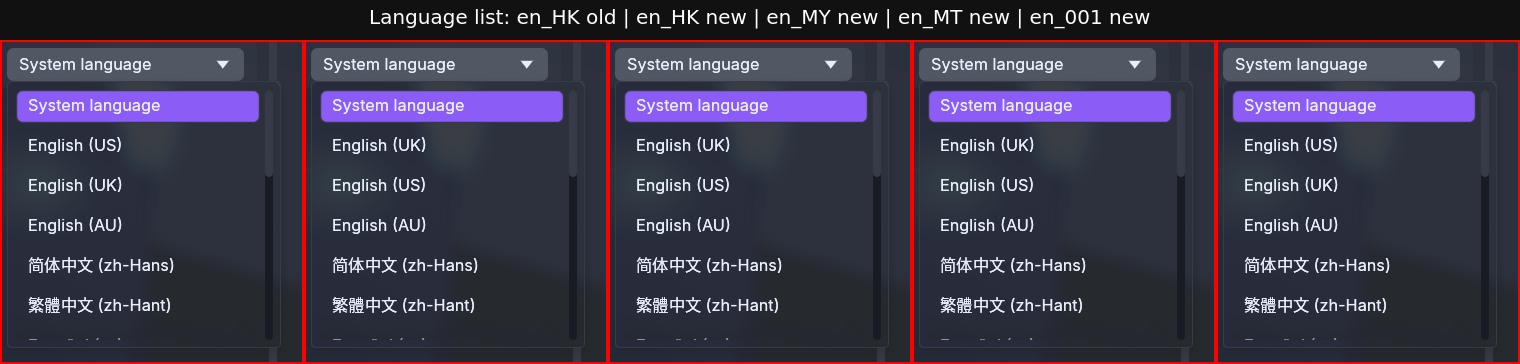 Language list: en_HK old | en_HK new | en_MY new | en_MT new | en_001 new
System language
System language
English (US)
English (UK)
English (AU)
简体中文 (zh-Hans)
繁體中文 (zh-Hant)
System language
System language
English (UK)
English (US)
English (AU)
简体中文 (zh-Hans)
繁體中文 (zh-Hant)
System language
System language
English (UK)
English (US)
English (AU)
简体中文 (zh-Hans)
繁體中文 (zh-Hant)
System language
System language
English (UK)
English (US)
English (AU)
简体中文 (zh-Hans)
繁體中文 (zh-Hant)
System language
System language
English (US)
English (UK)
English (AU)
简体中文 (zh-Hans)
繁體中文 (zh-Hant)